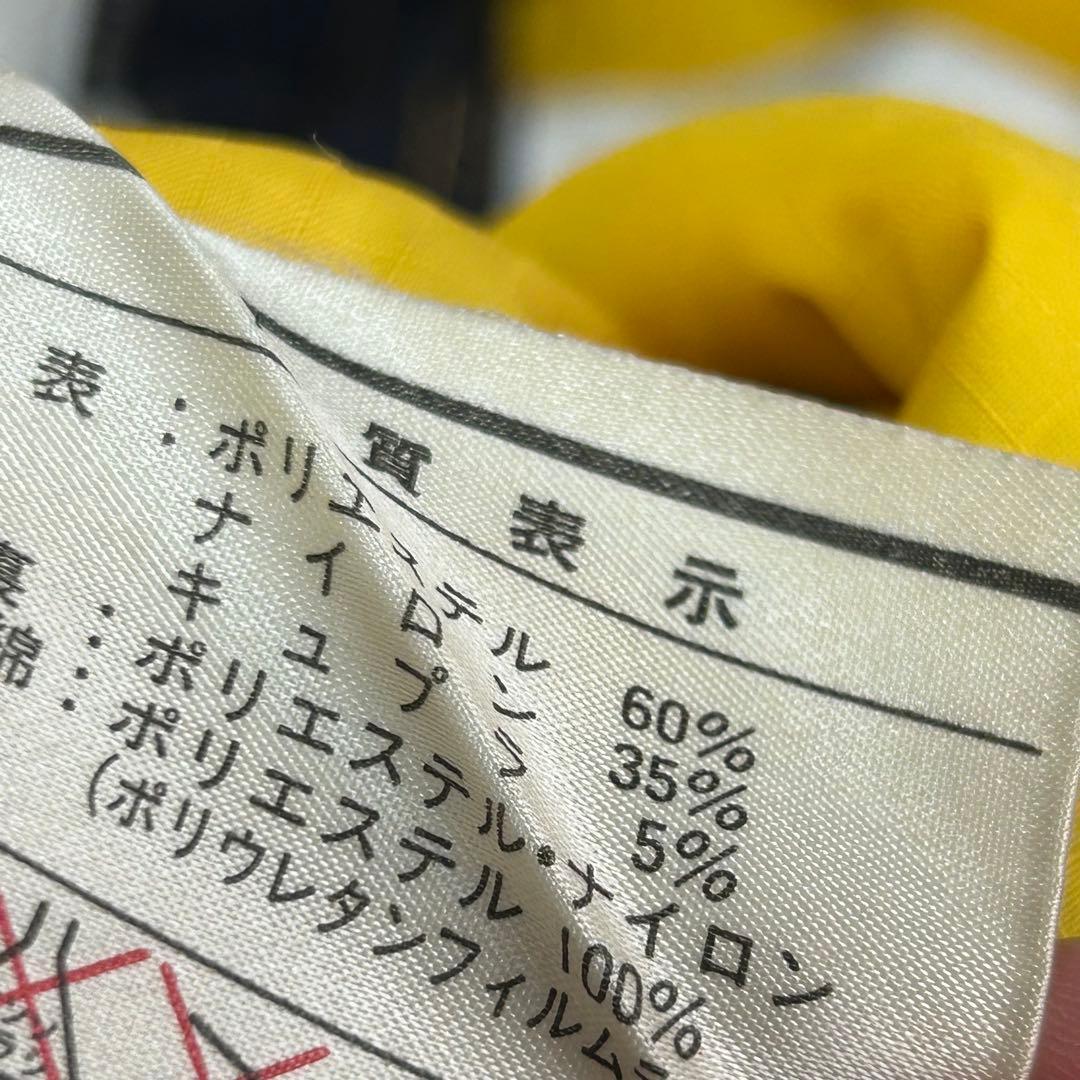 質表示
表：ポリエステル 60%
ナイロン 35%
キュプラ 5%
裏：ポリエステル・ナイロン
綿：ポリエステル 100%
(ポリウレタンフィルム